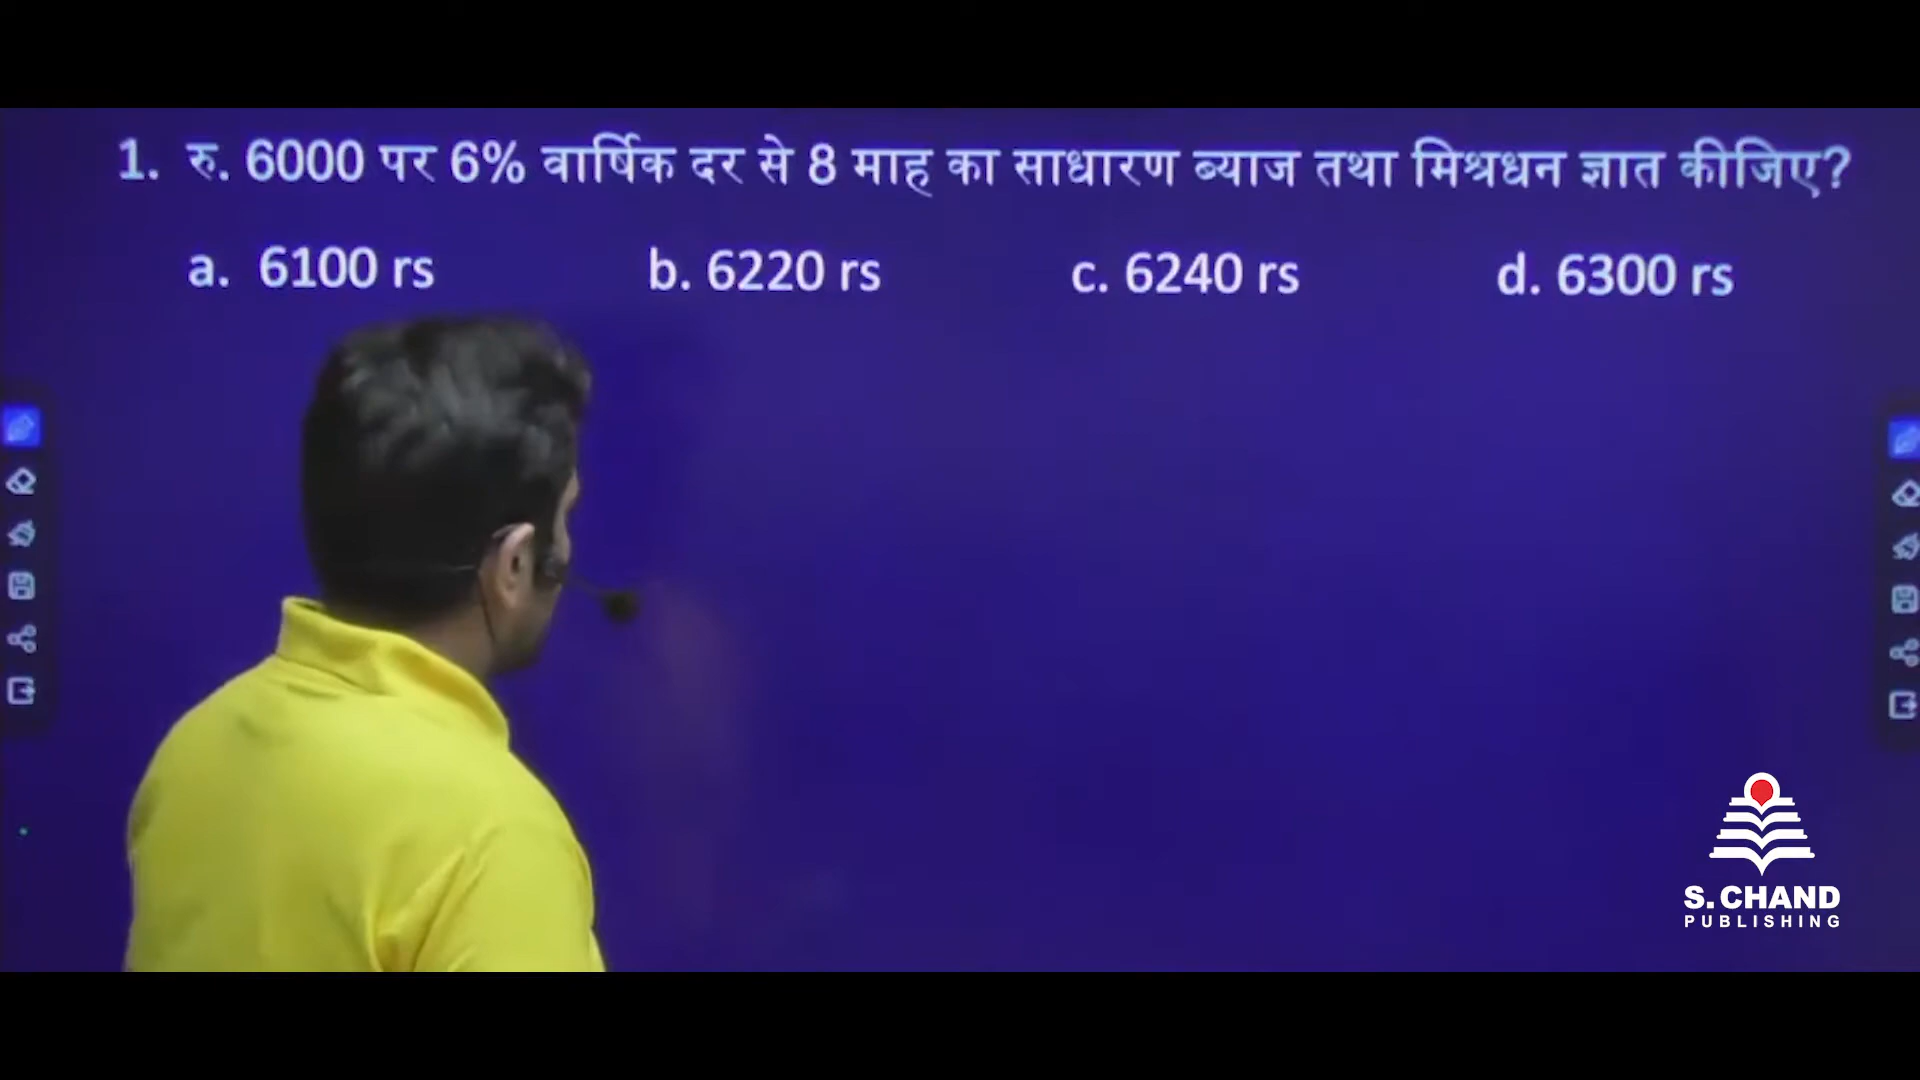 1. रु. 6000 पर 6% वार्षिक दर से 8 माह का साधारण ब्याज तथा मिश्रधन ज्ञात कीजिए?
a. 6100 rs b. 6220 rs c. 6240 rs d. 6300 rs
S. CHAND
PUBLISHING